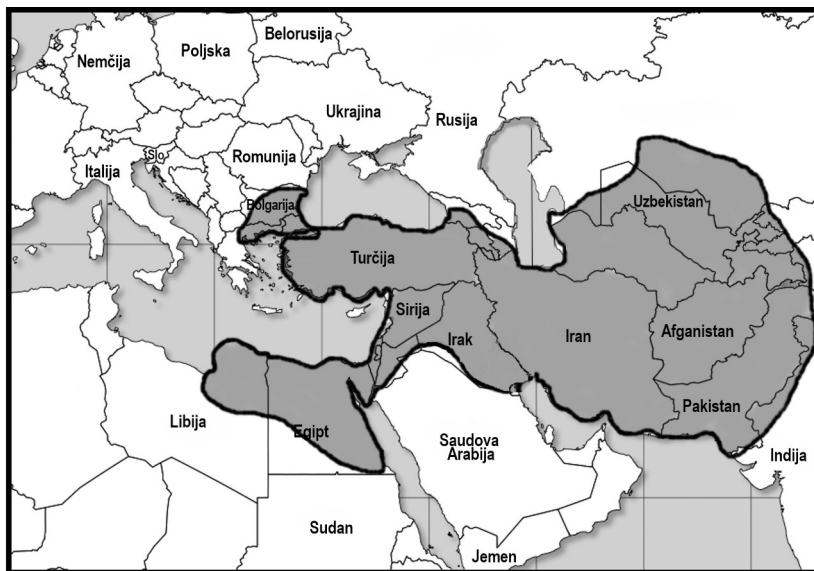 Belorusija
Nemčija
Poljska
Ukrajina
Rusija
Slo
Romunija
Italija
Bolgarija
Uzbekistan
Turčija
Sirija
Irak
Iran
Afganistan
Pakistan
Libija
Egipt
Saudova
Arabija
Indija
Sudan
Jemen